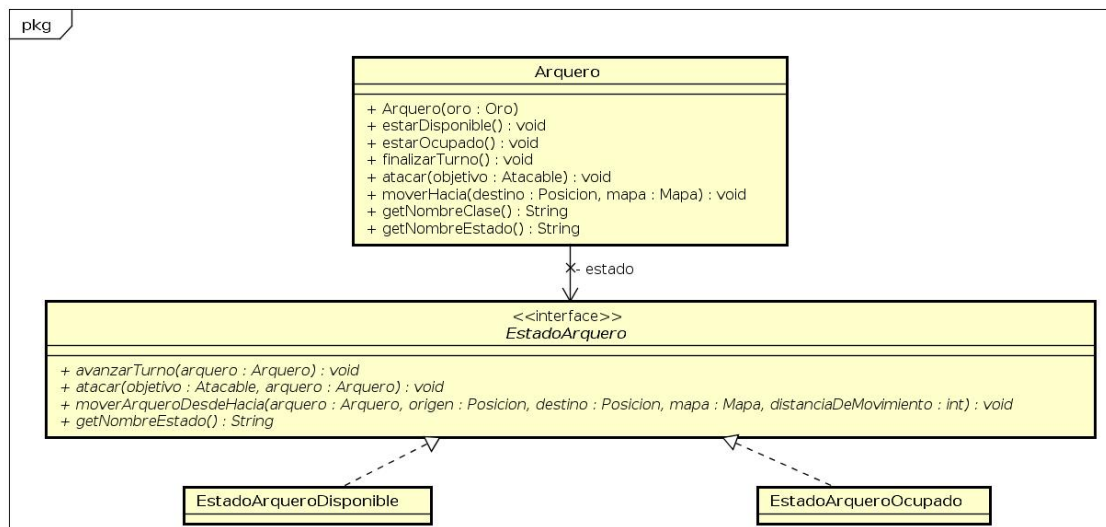 pkg
Arquero
+ Arquero(oro : Oro)
+ estarDisponible() : void
+ estarOcupado() : void
+ finalizarTurno() : void
+ atacar(objetivo : Atacable) : void
+ moverHacia(destino : Posicion, mapa : Mapa) : void
+ getNombreClase() : String
+ getNombreEstado() : String
- estado
<<interface>>
EstadoArquero
+ avanzarTurno(arquero : Arquero) : void
+ atacar(objetivo : Atacable, arquero : Arquero) : void
+ moverArqueroDesdeHacia(arquero : Arquero, origen : Posicion, destino : Posicion, mapa : Mapa, distanciaDeMovimiento : int) : void
+ getNombreEstado() : String
EstadoArqueroDisponible
EstadoArqueroOcupado